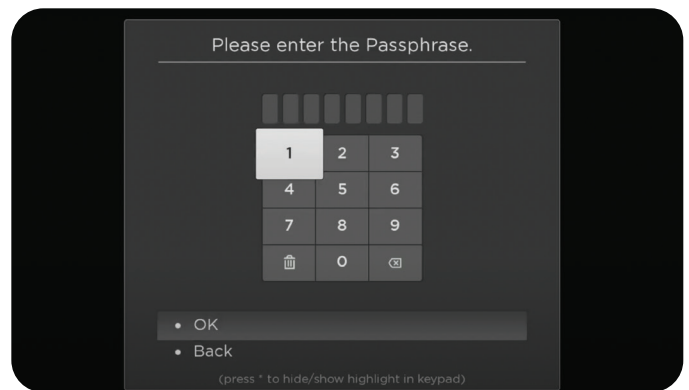 Please enter the Passphrase.
1 2 3
4 5 6
7 8 9
0
• OK
• Back
(press * to hide/show highlight in keypad)